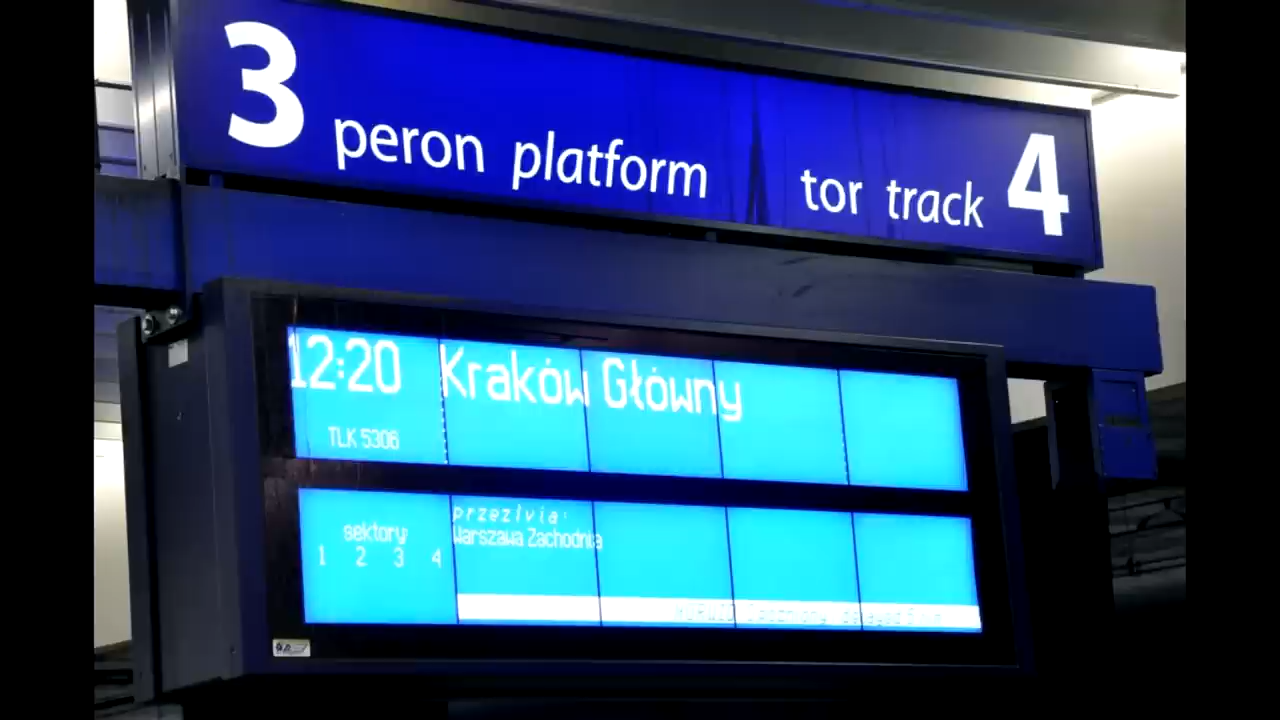 3 peron platform tor track 4
12:20 Kraków Główny
TLK 5306
przez/via:
sektory: Warszawa Zachodnia
1 2 3 4